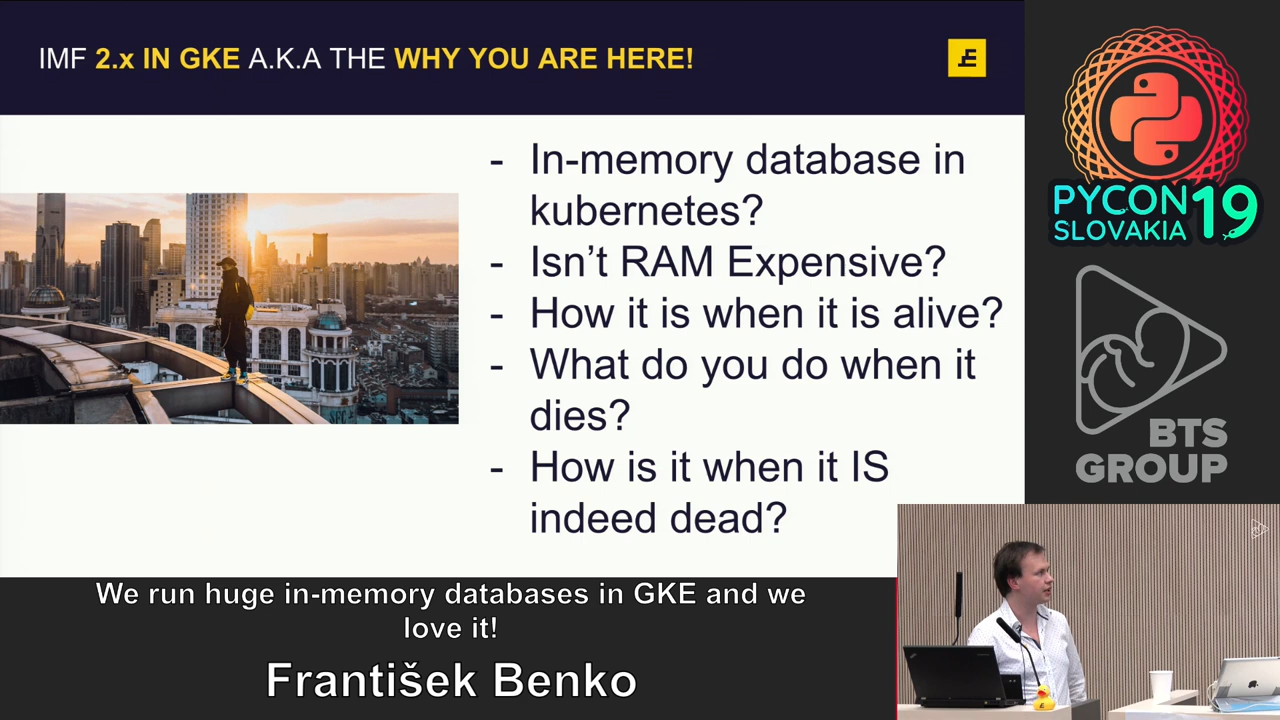 IMF 2.x IN GKE A.K.A THE WHY YOU ARE HERE!
- In-memory database in
kubernetes?
- Isn’t RAM Expensive?
- How it is when it is alive?
- What do you do when it
dies?
- How is it when it IS
indeed dead?
PYCON 19
SLOVAKIA
BTS
GROUP
We run huge in-memory databases in GKE and we
love it!
František Benko